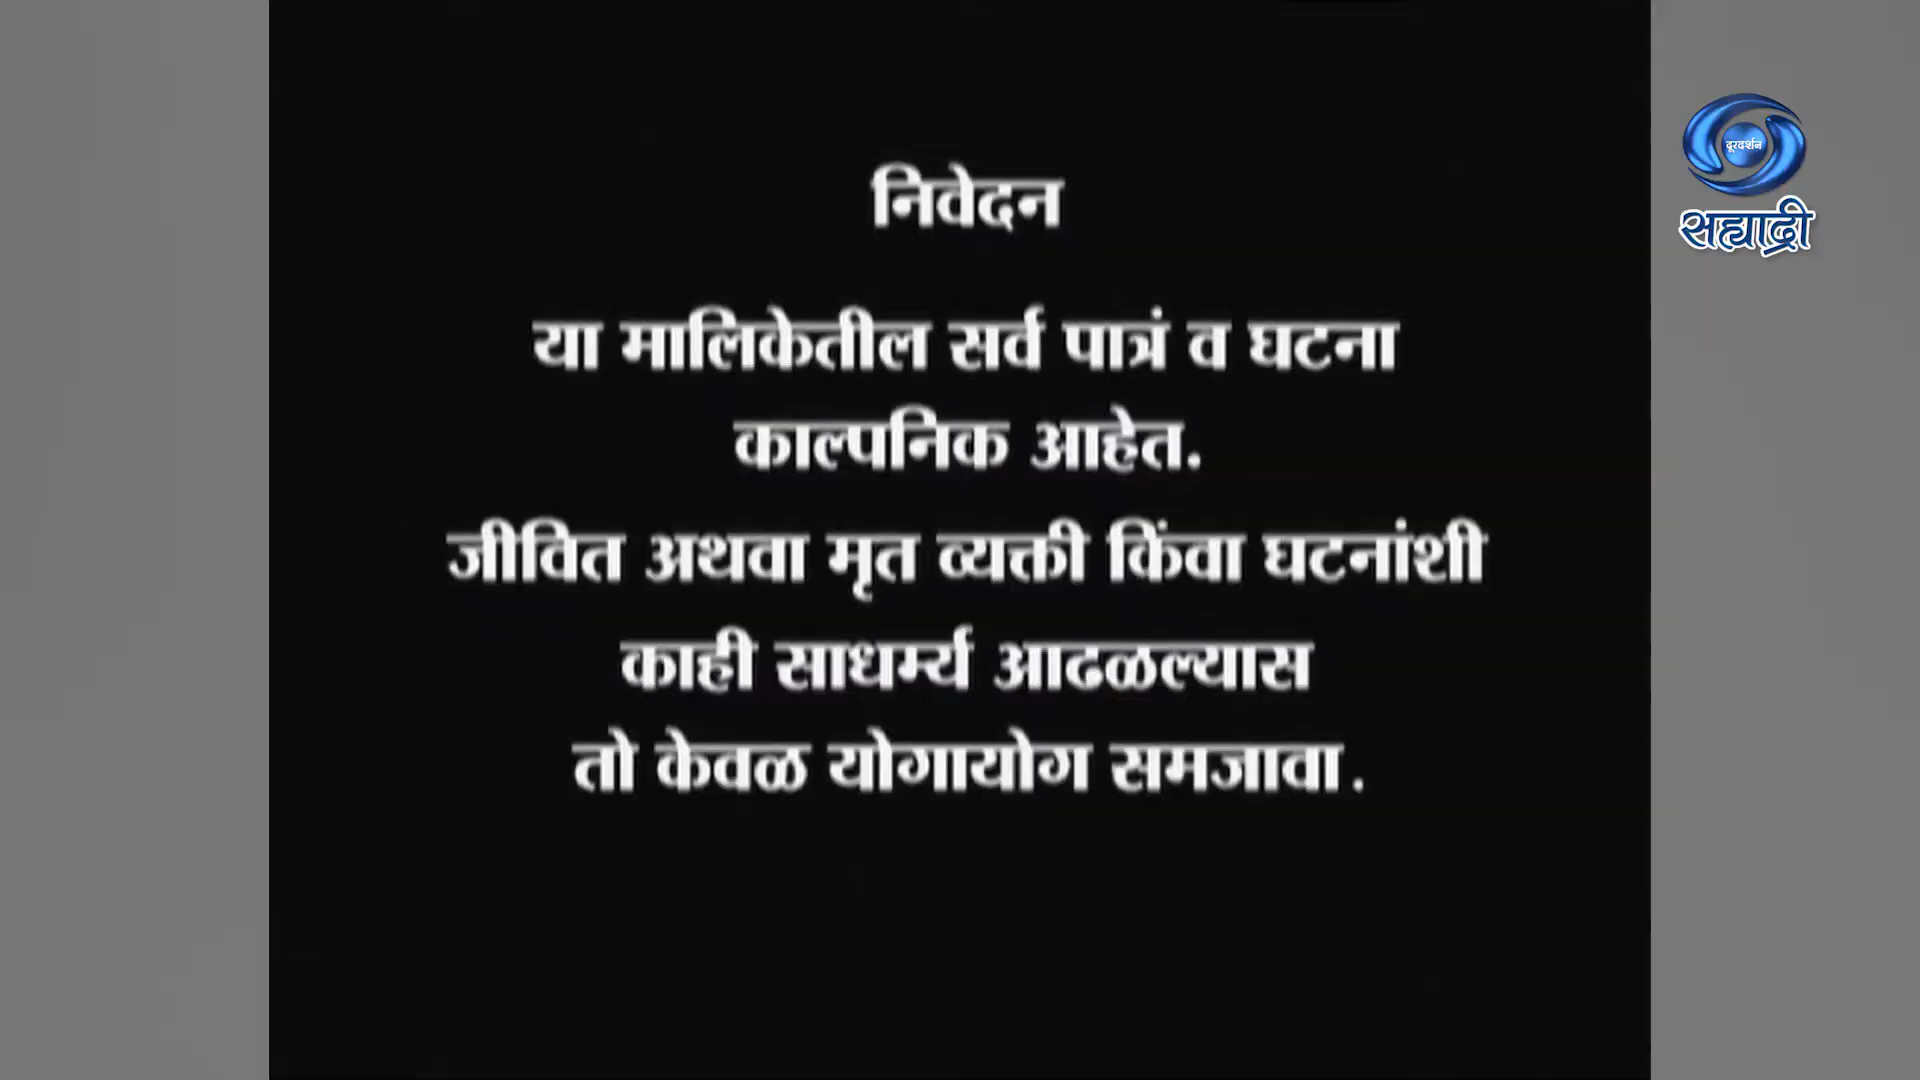 निवेदन
या मालिकेतील सर्व पात्रं व घटना
काल्पनिक आहेत.
जीवित अथवा मृत व्यक्ती किंवा घटनांशी
काही साधर्म्य आढळल्यास
तो केवळ योगायोग समजावा.
दूरदर्शन
सह्याद्री